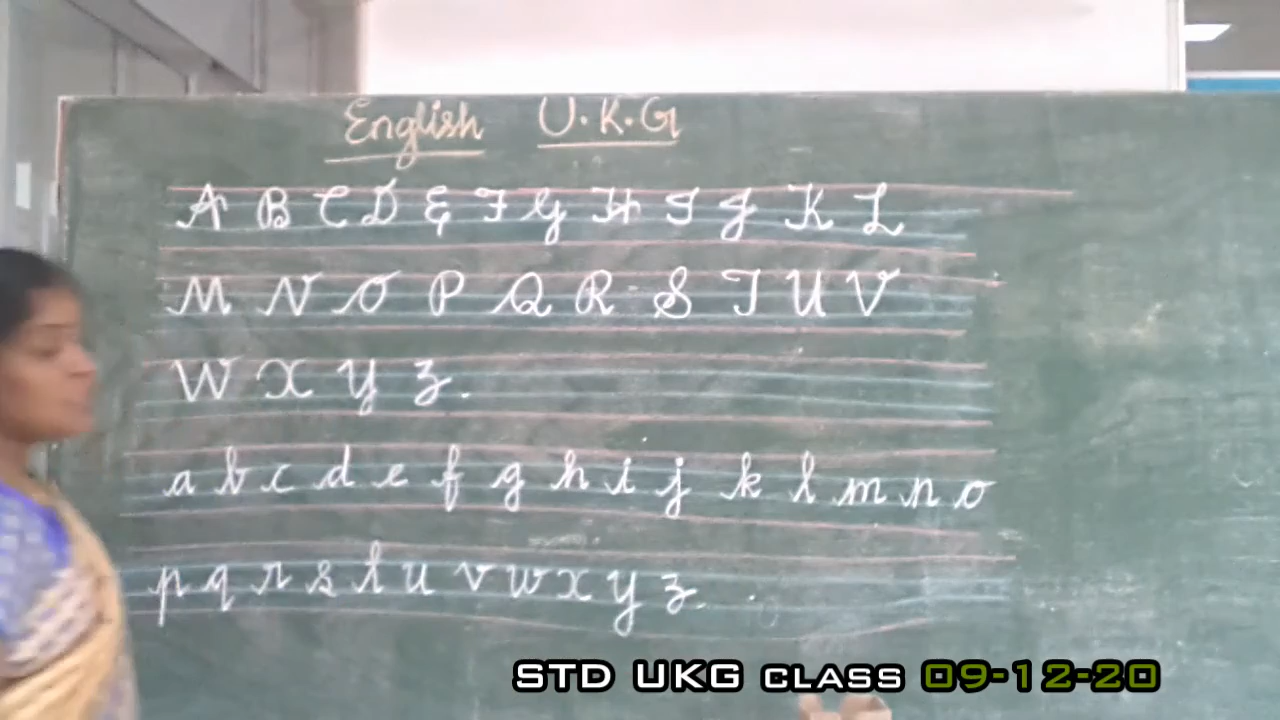 English U.K.G
A B C D E F G H I J K L
M N O P Q R S T U V
W X Y Z.
a b c d e f g h i j k l m n o
p q r s t u v w x y z.
STD UKG CLASS 09-12-20